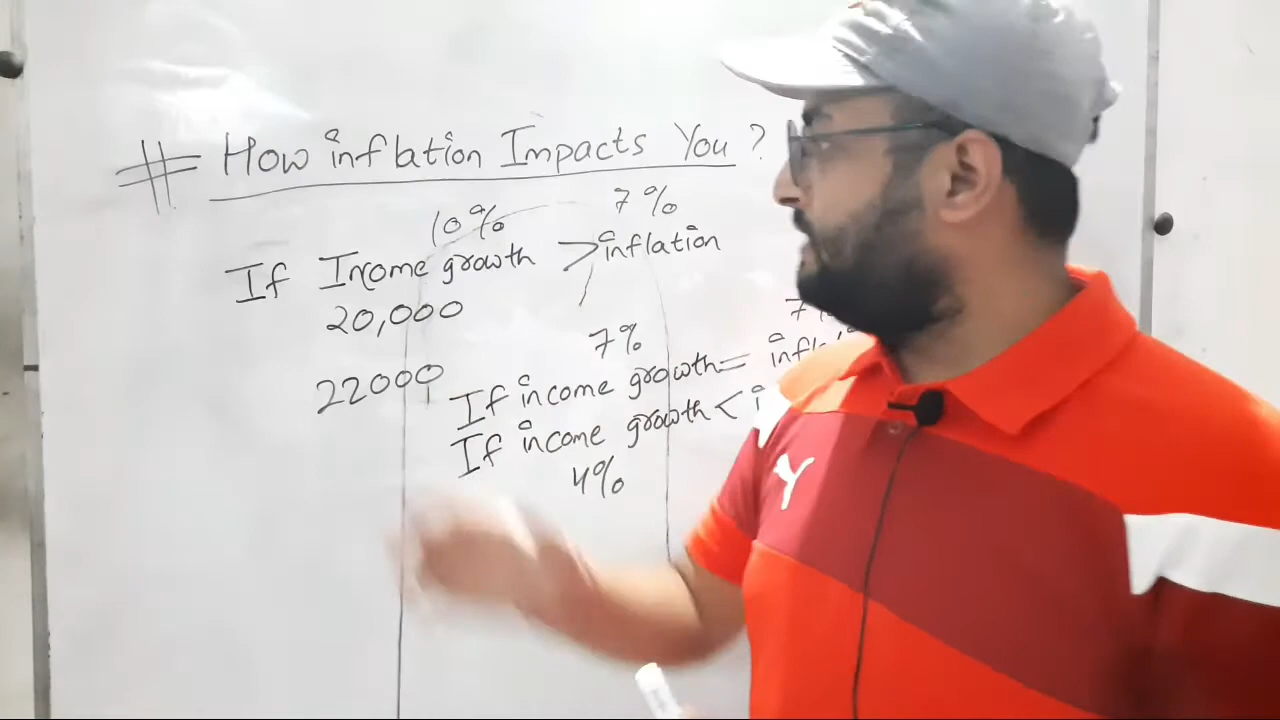 # How inflation Impacts You ?
10% 7%
If Income growth > inflation
20,000
7%
22000
If income growth =
If income growth <
4%